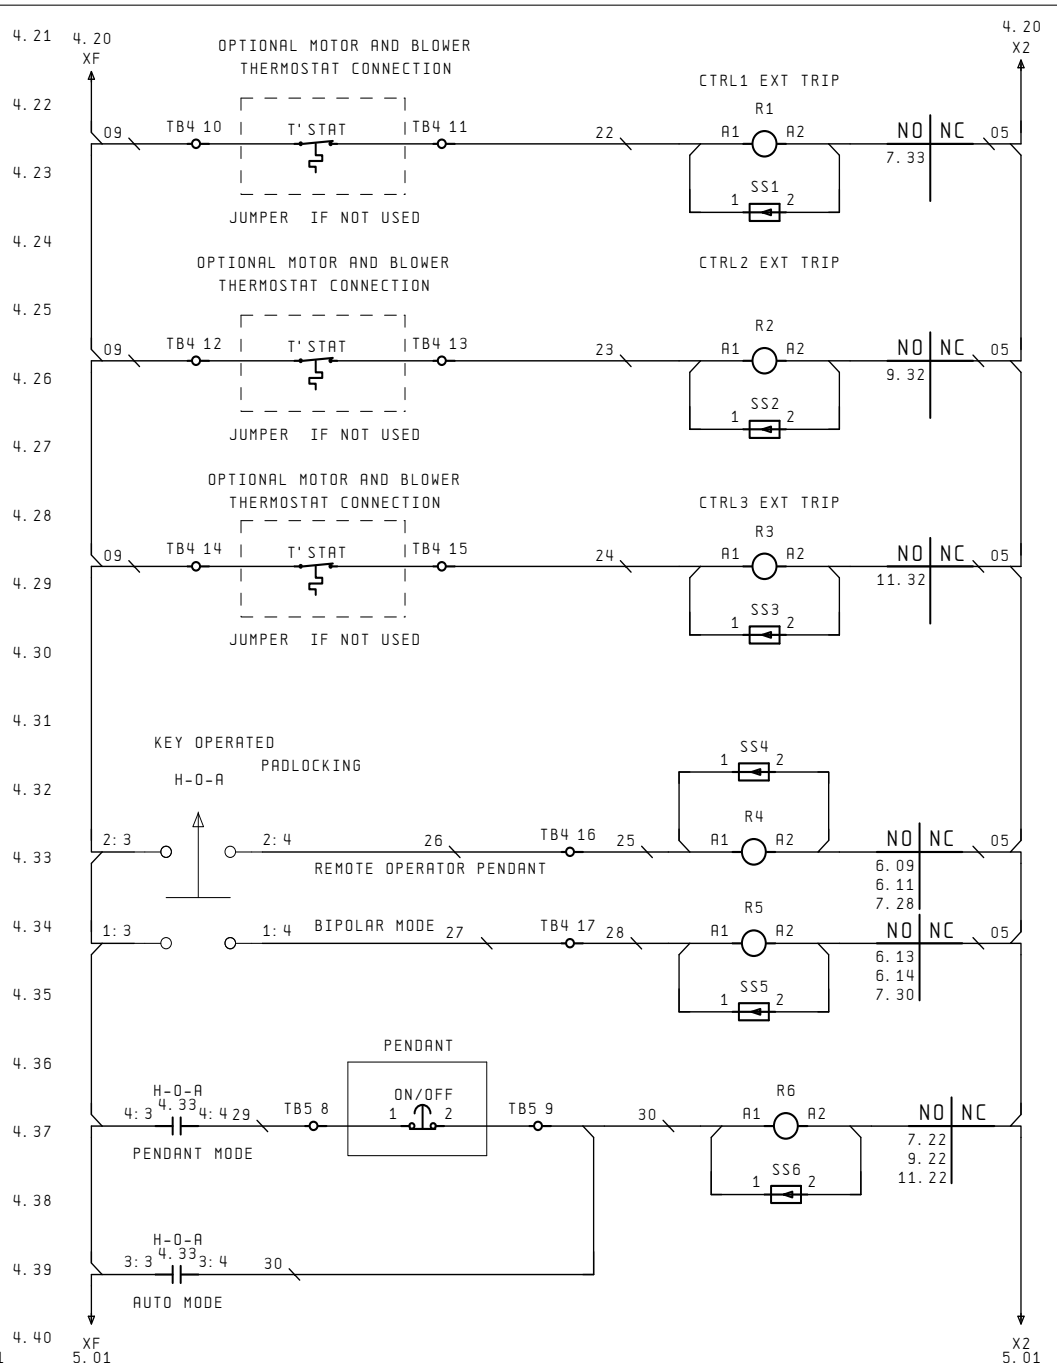 4.21 4.20 4.20
XF X2
OPTIONAL MOTOR AND BLOWER
THERMOSTAT CONNECTION
CTRL1 EXT TRIP
4.22
R1
09 TB4 10 T'STAT TB4 11 22 A1 A2 NO NC 05
7.33
4.23
SS1
1 2
JUMPER IF NOT USED
4.24
OPTIONAL MOTOR AND BLOWER CTRL2 EXT TRIP
THERMOSTAT CONNECTION
4.25
R2
09 TB4 12 T'STAT TB4 13 23 A1 A2 NO NC 05
9.32
4.26
SS2
1 2
JUMPER IF NOT USED
4.27
OPTIONAL MOTOR AND BLOWER
THERMOSTAT CONNECTION CTRL3 EXT TRIP
4.28
R3
09 TB4 14 T'STAT TB4 15 24 A1 A2 NO NC 05
11.32
4.29
SS3
1 2
JUMPER IF NOT USED
4.30
4.31
KEY OPERATED
PADLOCKING
H-O-A
SS4
1 2
4.32
R4
2:3 2:4 26 TB4 16 25 A1 A2 NO NC 05
4.33
REMOTE OPERATOR PENDANT
6.09
6.11
7.28
4.34
R5
1:3 1:4 BIPOLAR MODE 27 TB4 17 28 A1 A2 NO NC 05
6.13
6.14
7.30
4.35
SS5
1 2
PENDANT
4.36
H-O-A
4.33
ON/OFF
R6
4:3 4:4 29 TB5 8 1 2 TB5 9 30 A1 A2 NO NC
4.37
PENDANT MODE
7.22
9.22
11.22
SS6
1 2
4.38
H-O-A
4.33
3:3 3:4 30
4.39
AUTO MODE
4.40
XF X2
5.01 5.01